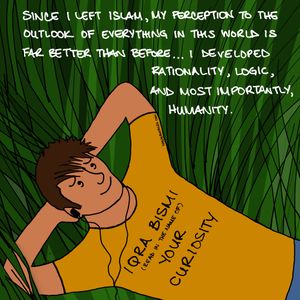 SINCE I LEFT ISLAM, MY PERCEPTION TO THE
OUTLOOK OF EVERYTHING IN THIS WORLD IS
FAR BETTER THAN BEFORE... I DEVELOPED
RATIONALITY, LOGIC,
AND MOST IMPORTANTLY,
HUMANITY.
IQRA BISMI
(READ IN THE NAME OF)
YOUR
CURIOSITY